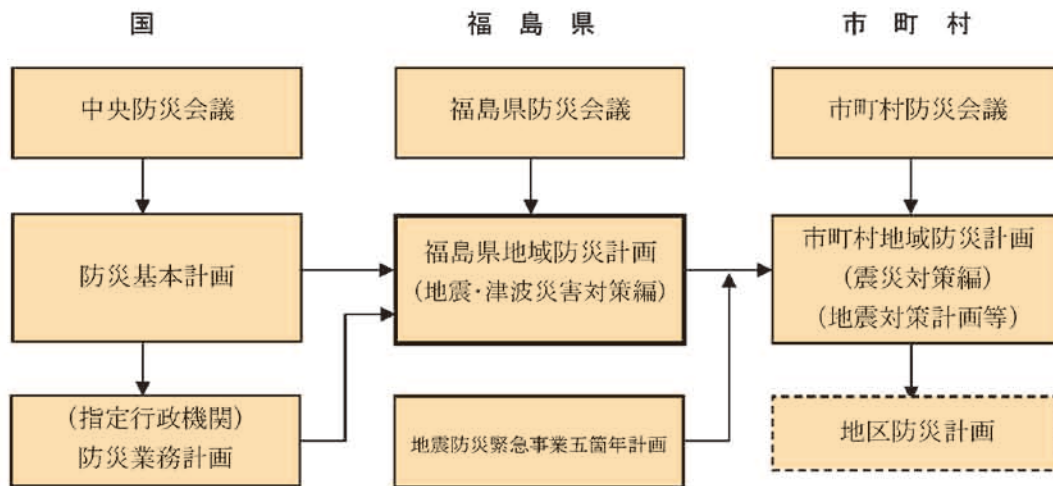 国
福島県
市町村
中央防災会議
福島県防災会議
市町村防災会議
防災基本計画
福島県地域防災計画
(地震・津波災害対策編)
市町村地域防災計画
(震災対策編)
(地震対策計画等)
(指定行政機関)
防災業務計画
地震防災緊急事業五箇年計画
地区防災計画